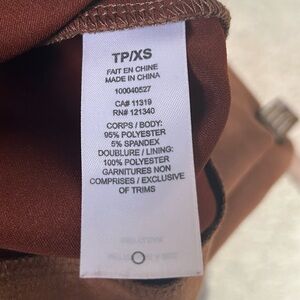 TP/XS
FAIT EN CHINE
MADE IN CHINA
100040527
CA# 11319
RN# 121340
CORPS / BODY:
95% POLYESTER
5% SPANDEX
DOUBLURE / LINING:
100% POLYESTER
GARNITURES NON
COMPRISES / EXCLUSIVE
OF TRIMS